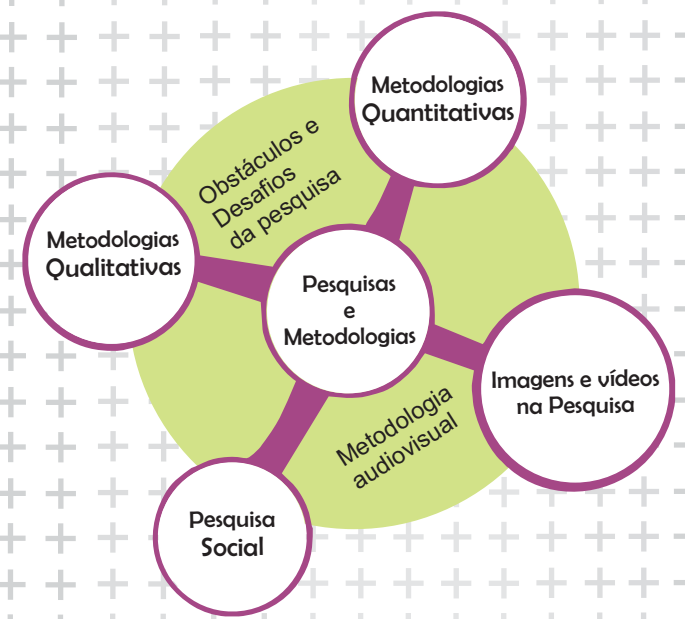 Metodologias
Quantitativas
Obstáculos e
Desafios
da pesquisa
Metodologias
Qualitativas
Pesquisas
e
Metodologias
Imagens e vídeos
na Pesquisa
Metodologia
audiovisual
Pesquisa
Social